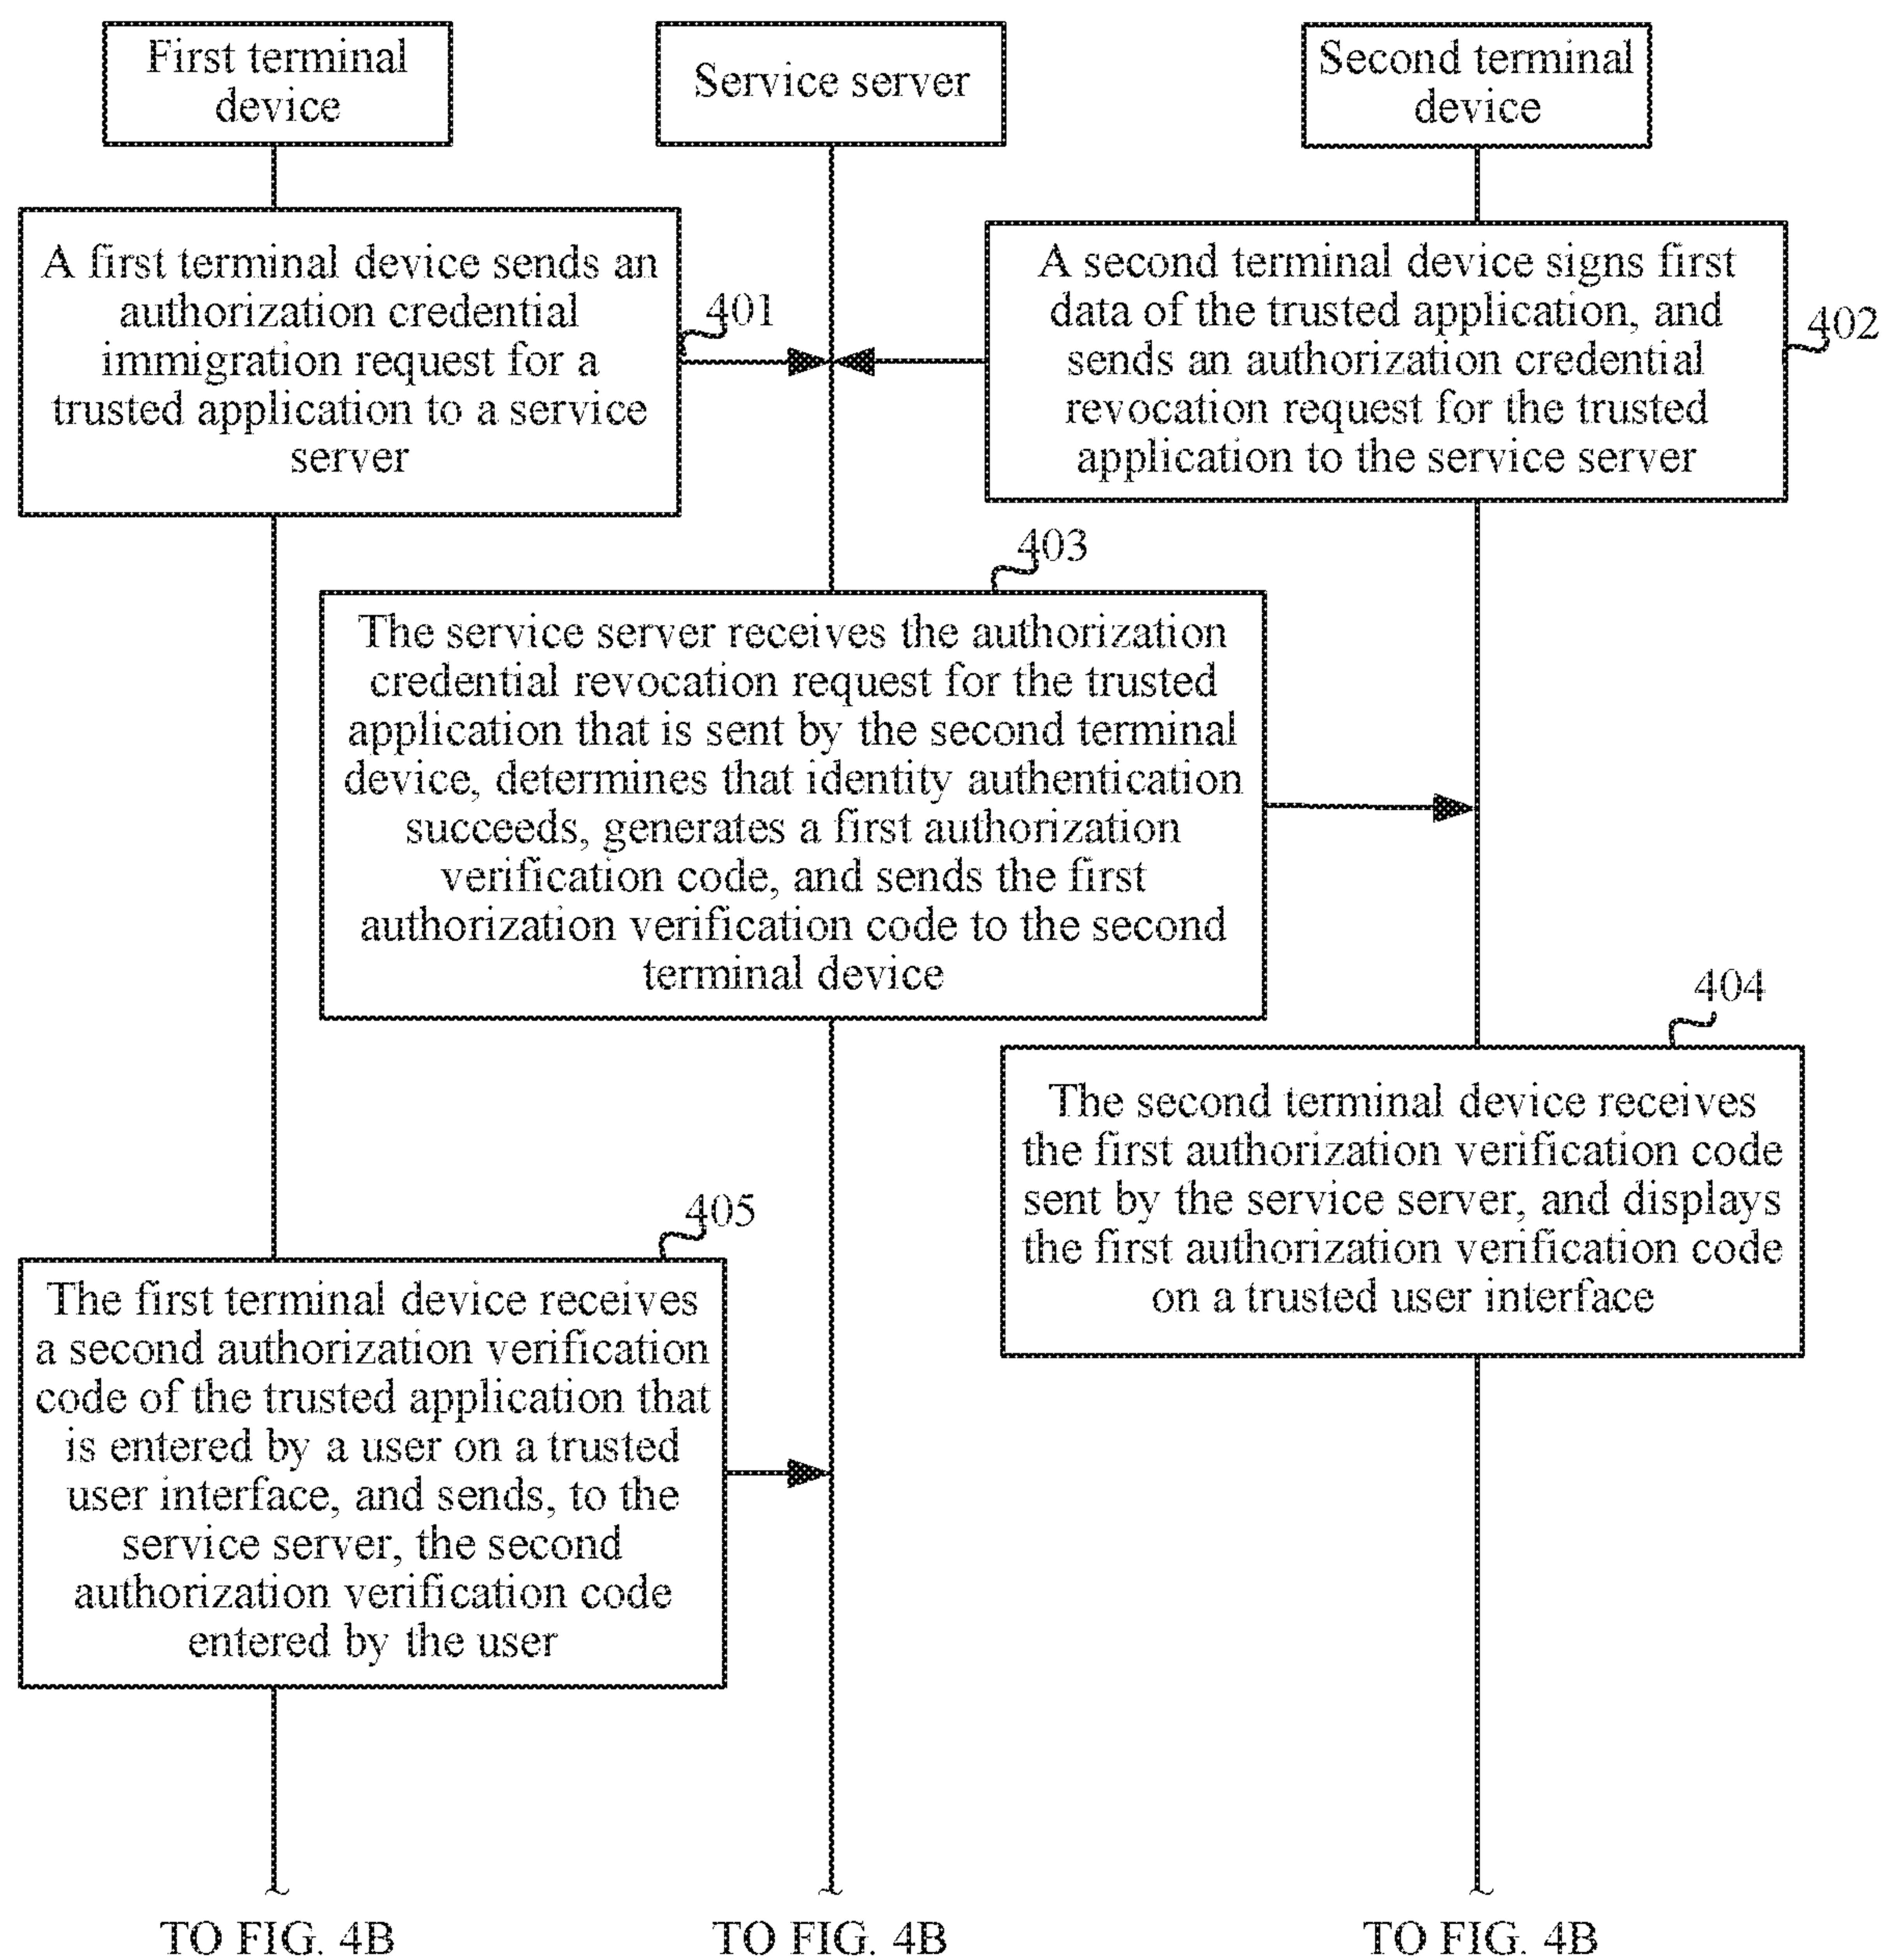 First terminal
device
Service server
Second terminal
device
A first terminal device sends an
authorization credential
immigration request for a
trusted application to a service
server
401
A second terminal device signs first
data of the trusted application, and
sends an authorization credential
revocation request for the trusted
application to the service server
402
403
The service server receives the authorization
credential revocation request for the trusted
application that is sent by the second terminal
device, determines that identity authentication
succeeds, generates a first authorization
verification code, and sends the first
authorization verification code to the second
terminal device
404
The second terminal device receives
the first authorization verification code
sent by the service server, and displays
the first authorization verification code
on a trusted user interface
405
The first terminal device receives
a second authorization verification
code of the trusted application that
is entered by a user on a trusted
user interface, and sends, to the
service server, the second
authorization verification code
entered by the user
TO FIG. 4B
TO FIG. 4B
TO FIG. 4B